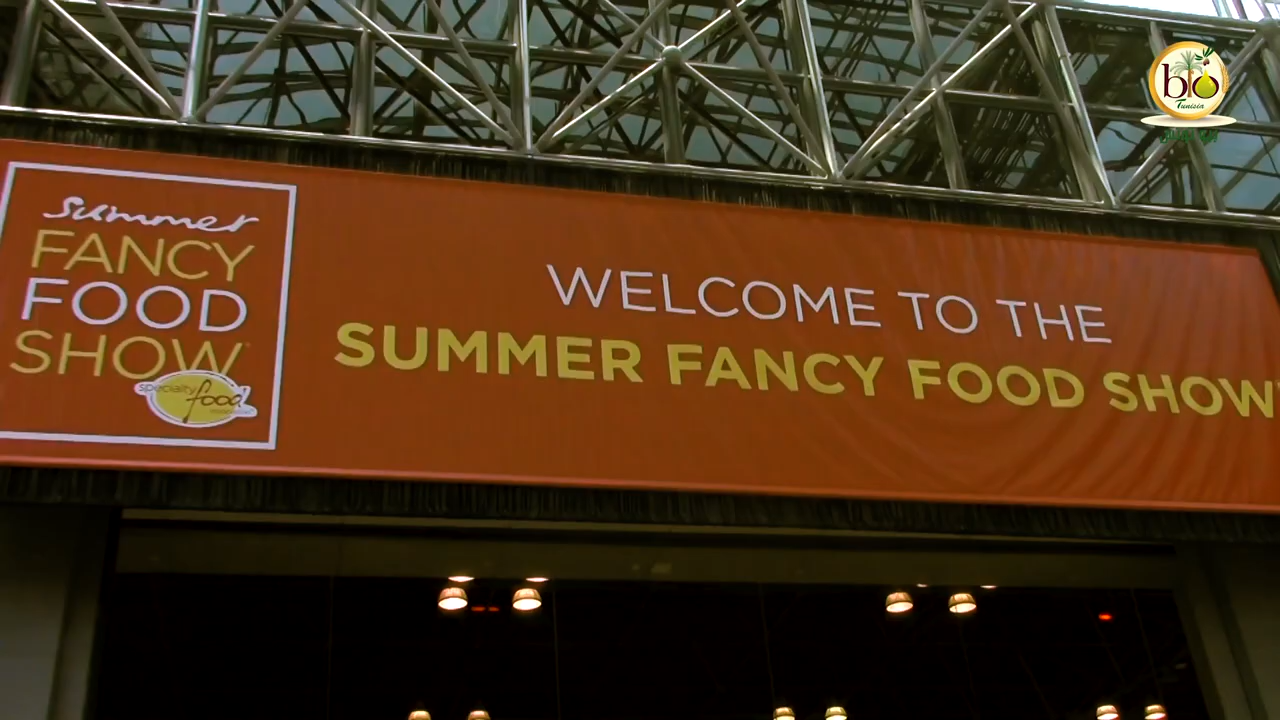 Summer
FANCY
FOOD
SHOW
specialty
food
WELCOME TO THE
SUMMER FANCY FOOD SHOW
bio
Tunisia